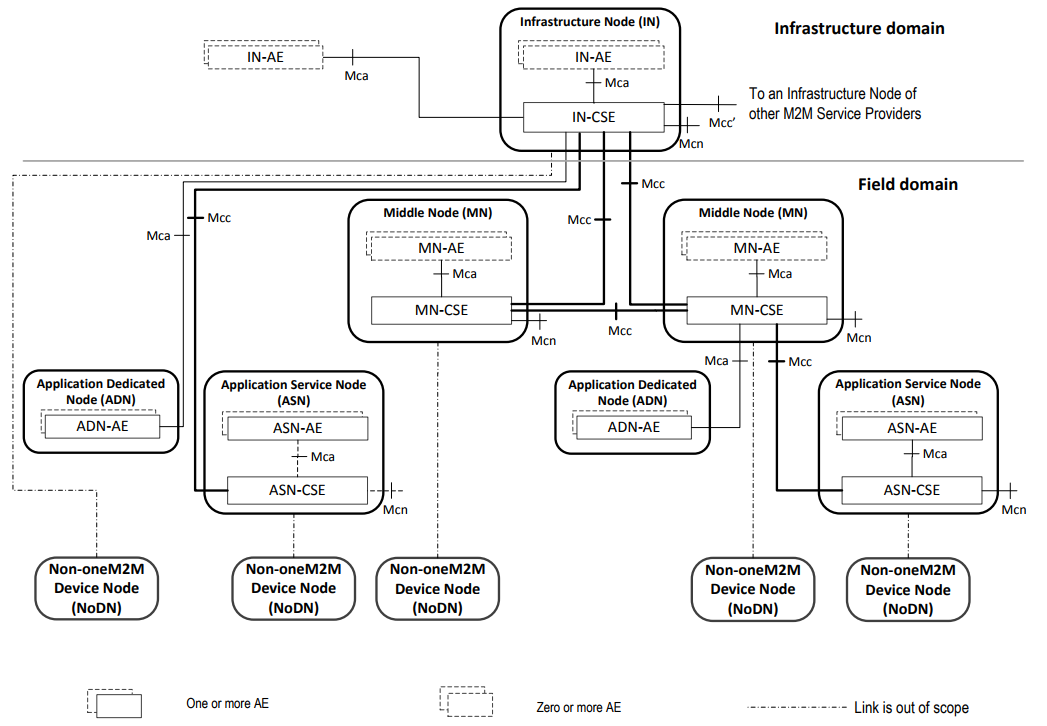 Infrastructure Node (IN)
Infrastructure domain
IN-AE
IN-AE
Mca
Mca
To an Infrastructure Node of
other M2M Service Providers
IN-CSE
Mcc’
Mcn
Field domain
Mcc
Mcc
Mca
Mcc
Middle Node (MN)
MN-AE
Mca
MN-CSE
Mcn
Mcc
Middle Node (MN)
MN-AE
Mca
MN-CSE
Mcn
Mca
Mcc
Application Dedicated
Node (ADN)
ADN-AE
Application Service Node
(ASN)
ASN-AE
Mca
ASN-CSE
Mcn
Application Dedicated
Node (ADN)
ADN-AE
Application Service Node
(ASN)
ASN-AE
Mca
ASN-CSE
Mcn
Non-oneM2M
Device Node
(NoDN)
Non-oneM2M
Device Node
(NoDN)
Non-oneM2M
Device Node
(NoDN)
Non-oneM2M
Device Node
(NoDN)
Non-oneM2M
Device Node
(NoDN)
One or more AE
Zero or more AE
Link is out of scope